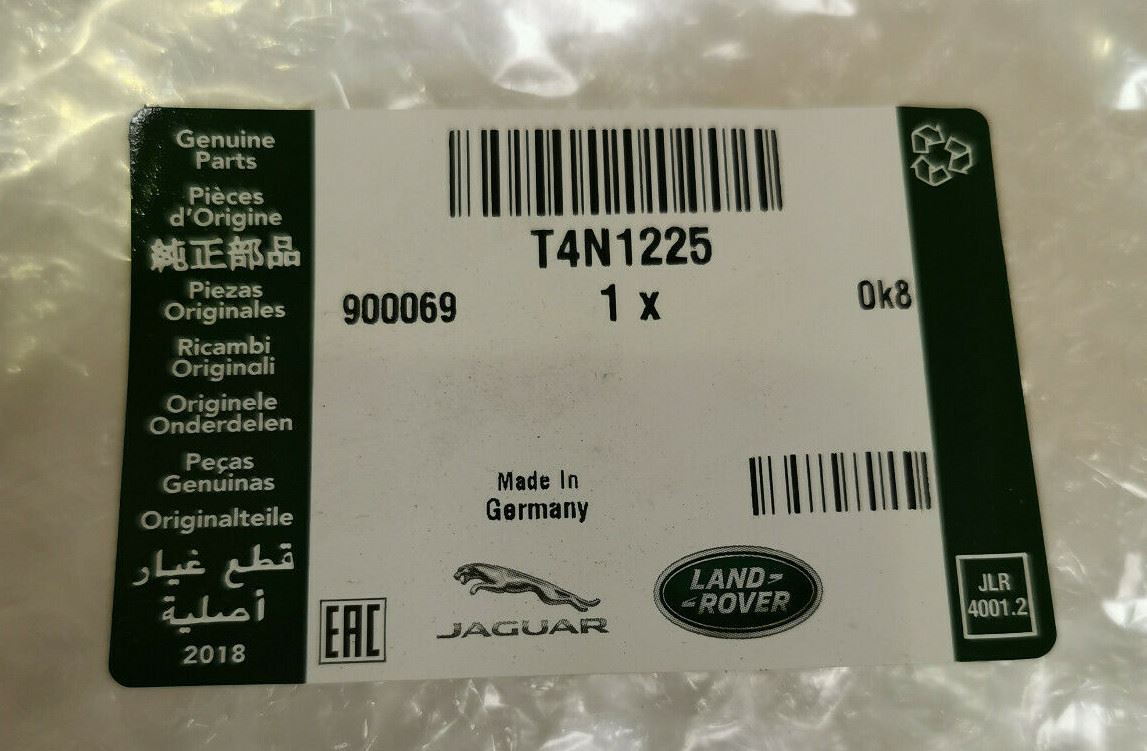 Genuine
Parts
Pièces
d'Origine
純正部品
Piezas
Originales
Ricambi
Originali
Originele
Onderdelen
Peças
Genuinas
Originalteile
قطع غيار
أصلية
2018
T4N1225
900069 1 x 0k8
Made In
Germany
EAC
JAGUAR
LAND-
-ROVER
JLR
4001.2